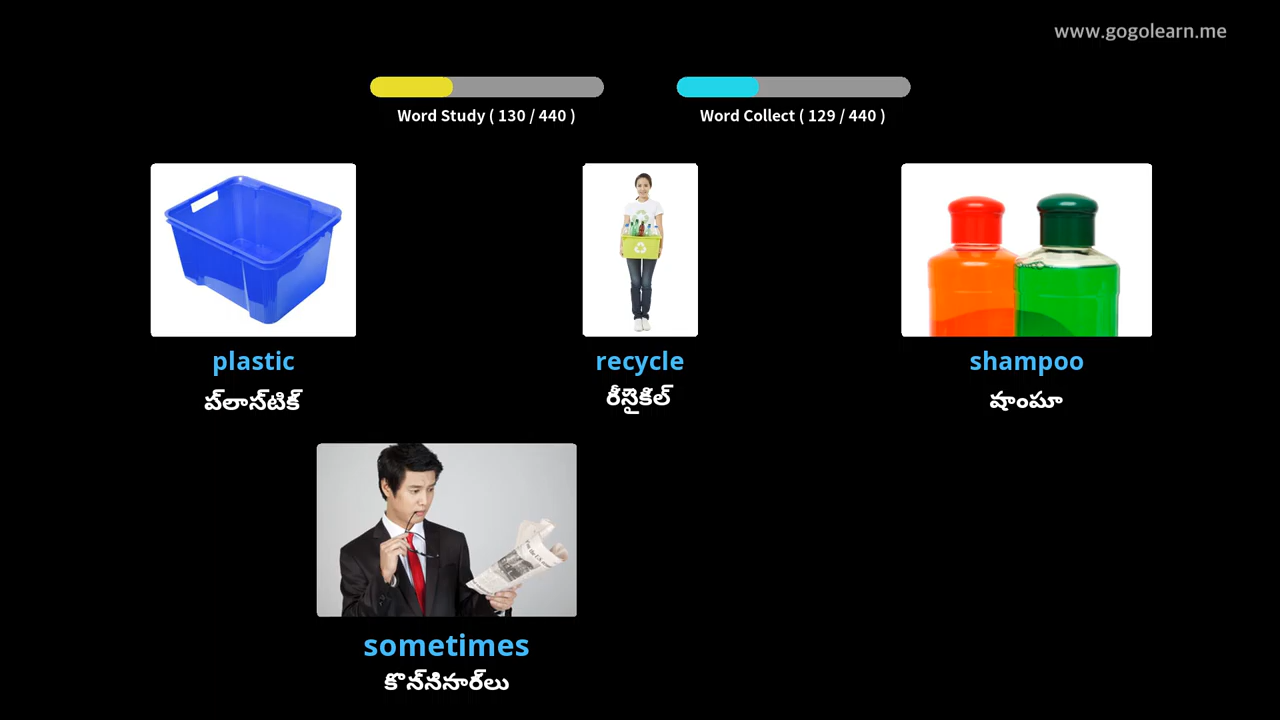 www.gogolearn.me
Word Study ( 130 / 440 )
Word Collect ( 129 / 440 )
plastic
recycle
shampoo
ప్‌లాస్‌టిక్
రీసైకిల్
షాంపూ
sometimes
కొన్‌నిసార్‌లు